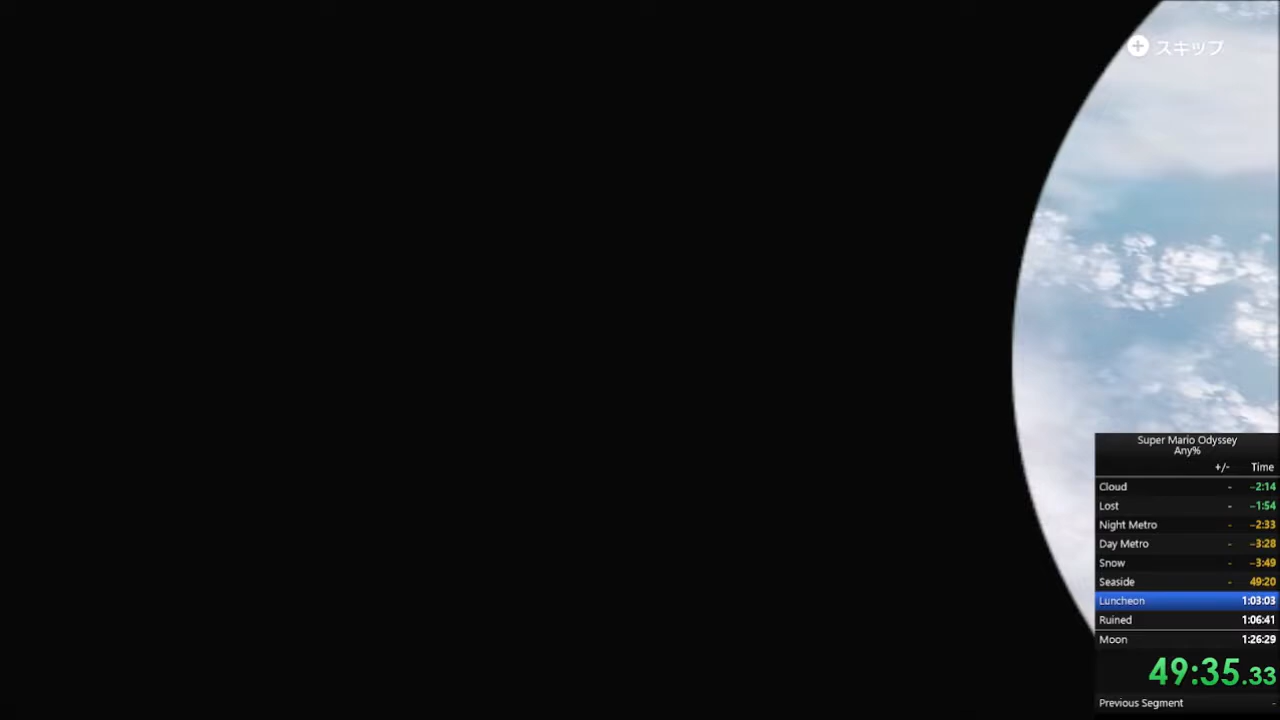 スキップ
Super Mario Odyssey
Any%
+/- Time
Cloud - −2:14
Lost - −1:54
Night Metro - −2:33
Day Metro - −3:28
Snow - −3:49
Seaside - 49:20
Luncheon 1:03:03
Ruined 1:06:41
Moon 1:26:29
49:35.33
Previous Segment -